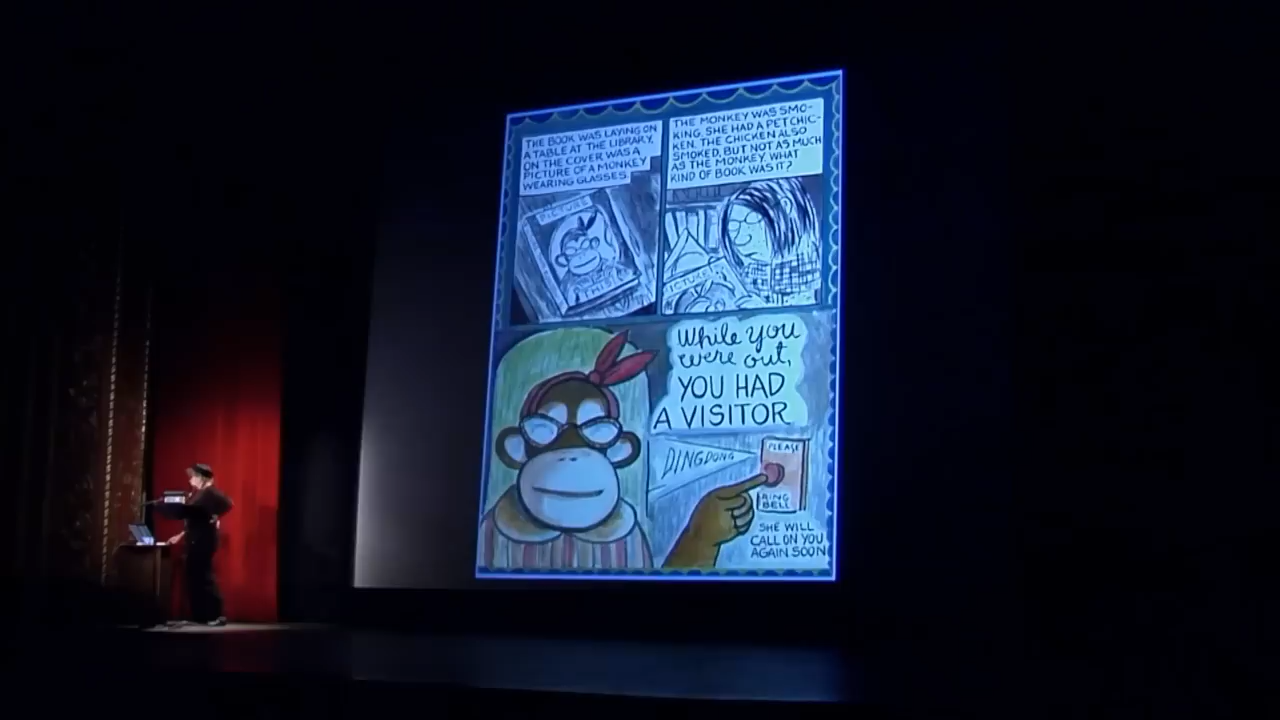 THE BOOK WAS LAYING ON
A TABLE AT THE LIBRARY.
ON THE COVER WAS A
PICTURE OF A MONKEY
WEARING GLASSES.
THE MONKEY WAS SMO-
KING. SHE HAD A PET CHIC-
KEN. THE CHICKEN ALSO
SMOKED, BUT NOT AS MUCH
AS THE MONKEY. WHAT
KIND OF BOOK WAS IT?
PICTURE
THIS
PICTURE
While you
were out,
YOU HAD
A VISITOR
DINGDONG
PLEASE
RING
BELL
SHE WILL
CALL ON YOU
AGAIN SOON